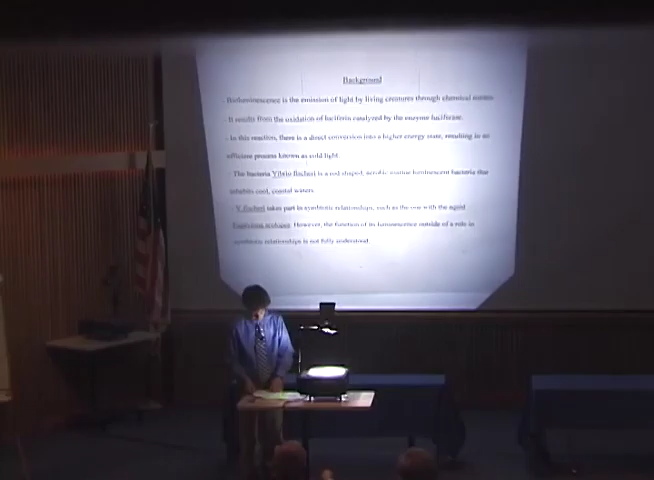 Background
- Bioluminescence is the emission of light by living creatures through chemical means.
- It results from the oxidation of luciferin catalyzed by the enzyme luciferase.
- In this reaction, there is a direct conversion into a higher energy state, resulting in an
efficient process known as cold light.
- The bacteria Vibrio fischeri is a rod shaped, aerobic marine luminescent bacteria that
inhabits cool, coastal waters.
- V. fischeri takes part in symbiotic relationships, such as the one with the squid
Euprymna scolopes. However, the function of its luminescence outside of a role in
symbiotic relationships is not fully understood.